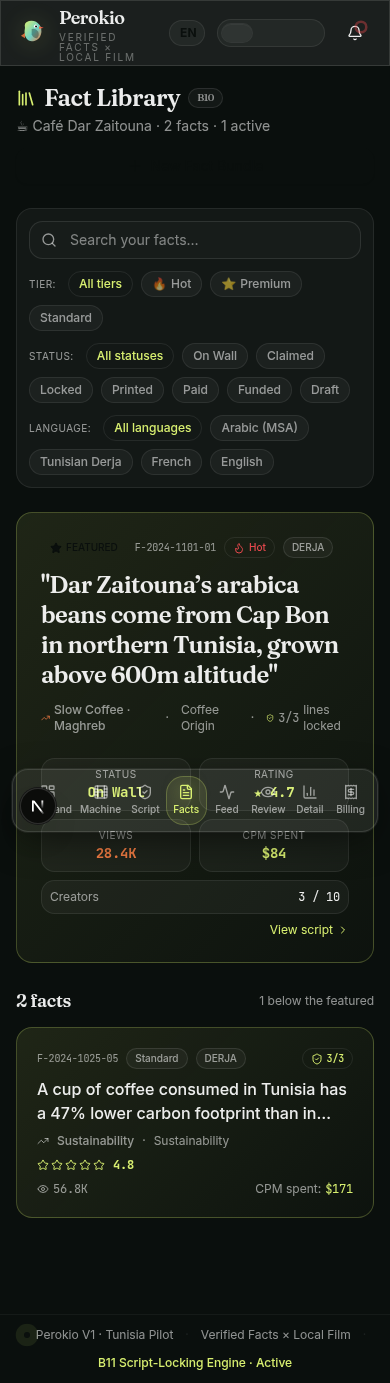 Perokio
VERIFIED
FACTS ×
LOCAL FILM
EN
Fact Library B10
☕ Café Dar Zaitouna · 2 facts · 1 active
Search your facts...
TIER: All tiers 🔥 Hot ⭐ Premium
Standard
STATUS: All statuses On Wall Claimed
Locked Printed Paid Funded Draft
LANGUAGE: All languages Arabic (MSA)
Tunisian Derja French English
★ FEATURED F-2024-1101-01 Hot DERJA
"Dar Zaitouna's arabica
beans come from Cap Bon
in northern Tunisia, grown
above 600m altitude"
Slow Coffee · Maghreb · Coffee Origin · 3/3 lines locked
STATUS RATING
On Wall ★ 4.7
N Machine Script Facts Feed Review Detail Billing
VIEWS CPM SPENT
28.4K $84
Creators 3 / 10
View script >
2 facts 1 below the featured
F-2024-1025-05 Standard DERJA 3/3
A cup of coffee consumed in Tunisia has
a 47% lower carbon footprint than in...
Sustainability · Sustainability
4.8
56.8K CPM spent: $171
Perokio V1 · Tunisia Pilot · Verified Facts × Local Film
B11 Script-Locking Engine · Active